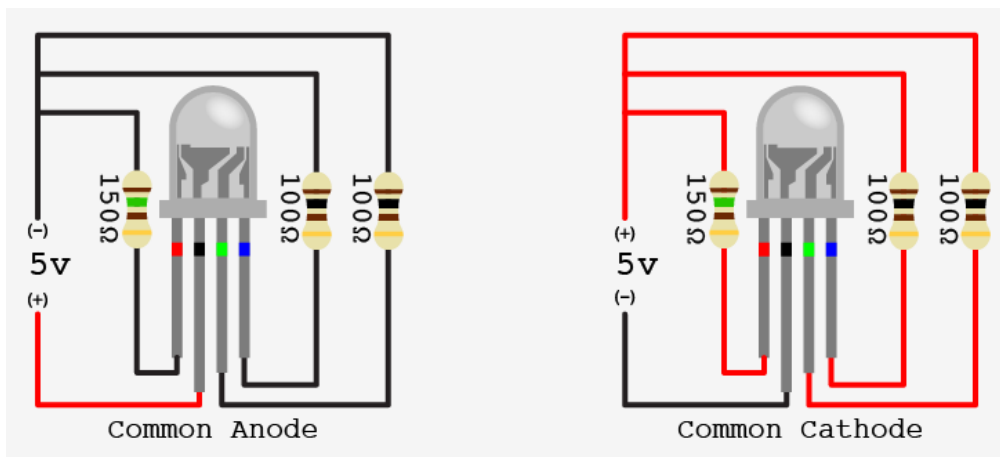 150Ω
100Ω
100Ω
(-)
5v
(+)
Common Anode
150Ω
100Ω
100Ω
(+)
5v
(-)
Common Cathode